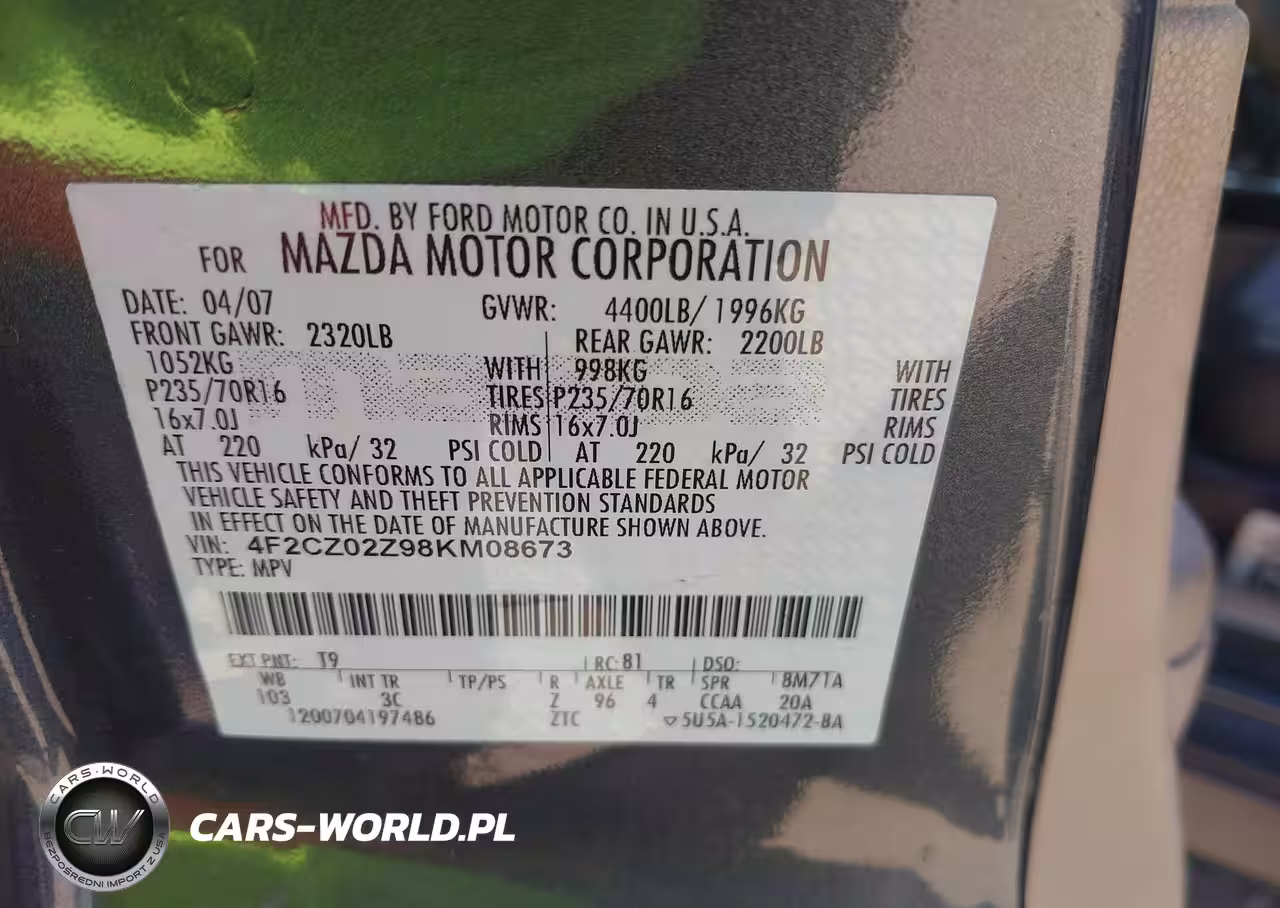 MFD. BY FORD MOTOR CO. IN U.S.A.
FOR MAZDA MOTOR CORPORATION
DATE: 04/07 GVWR: 4400LB/ 1996KG
FRONT GAWR: 2320LB REAR GAWR: 2200LB
1052KG WITH 998KG WITH
P235/70R16 TIRES P235/70R16 TIRES
16x7.0J RIMS 16x7.0J RIMS
AT 220 kPa/ 32 PSI COLD AT 220 kPa/ 32 PSI COLD
THIS VEHICLE CONFORMS TO ALL APPLICABLE FEDERAL MOTOR
VEHICLE SAFETY AND THEFT PREVENTION STANDARDS
IN EFFECT ON THE DATE OF MANUFACTURE SHOWN ABOVE.
VIN: 4F2CZ02Z98KM08673
TYPE: MPV
EXT PNT: T9 RC: 81 DSO:
WB INT TR TP/PS R AXLE TR SPR 8M71A
103 3C Z 96 4 CCAA 20A
1200704197486 ZTC ▽5U5A-1520472-BA
CARS-WORLD
CW
BEZPOŚREDNI IMPORT Z USA
CARS-WORLD.PL